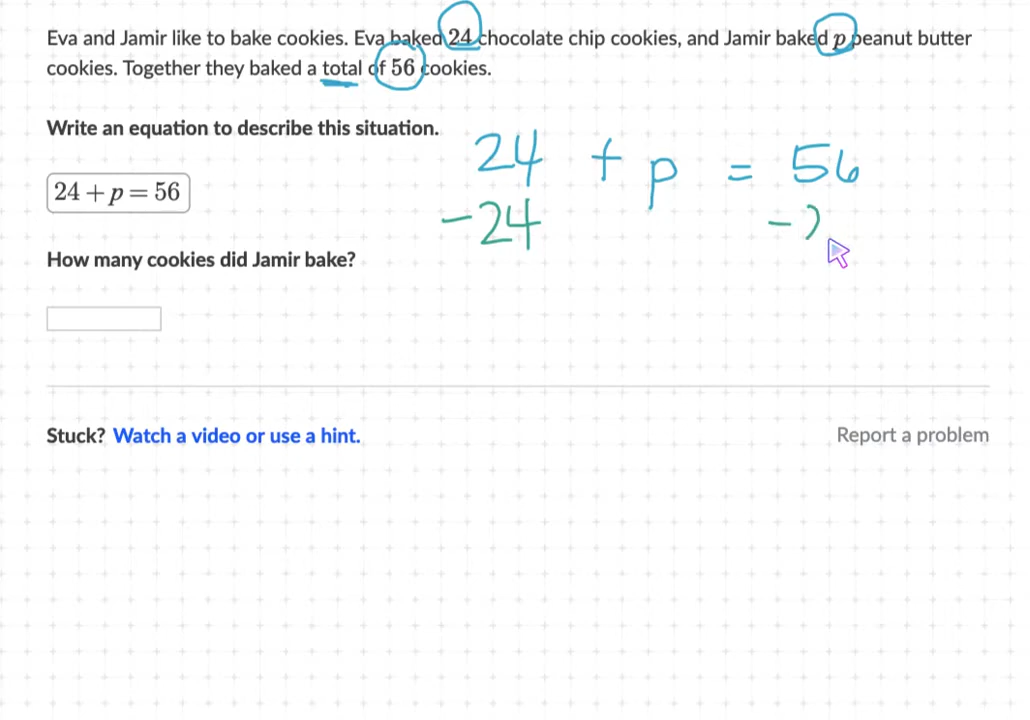 Eva and Jamir like to bake cookies. Eva baked 24 chocolate chip cookies, and Jamir baked p peanut butter
cookies. Together they baked a total of 56 cookies.
Write an equation to describe this situation.
24 + p = 56
24 + p = 56
-24 -
How many cookies did Jamir bake?
Stuck? Watch a video or use a hint.
Report a problem